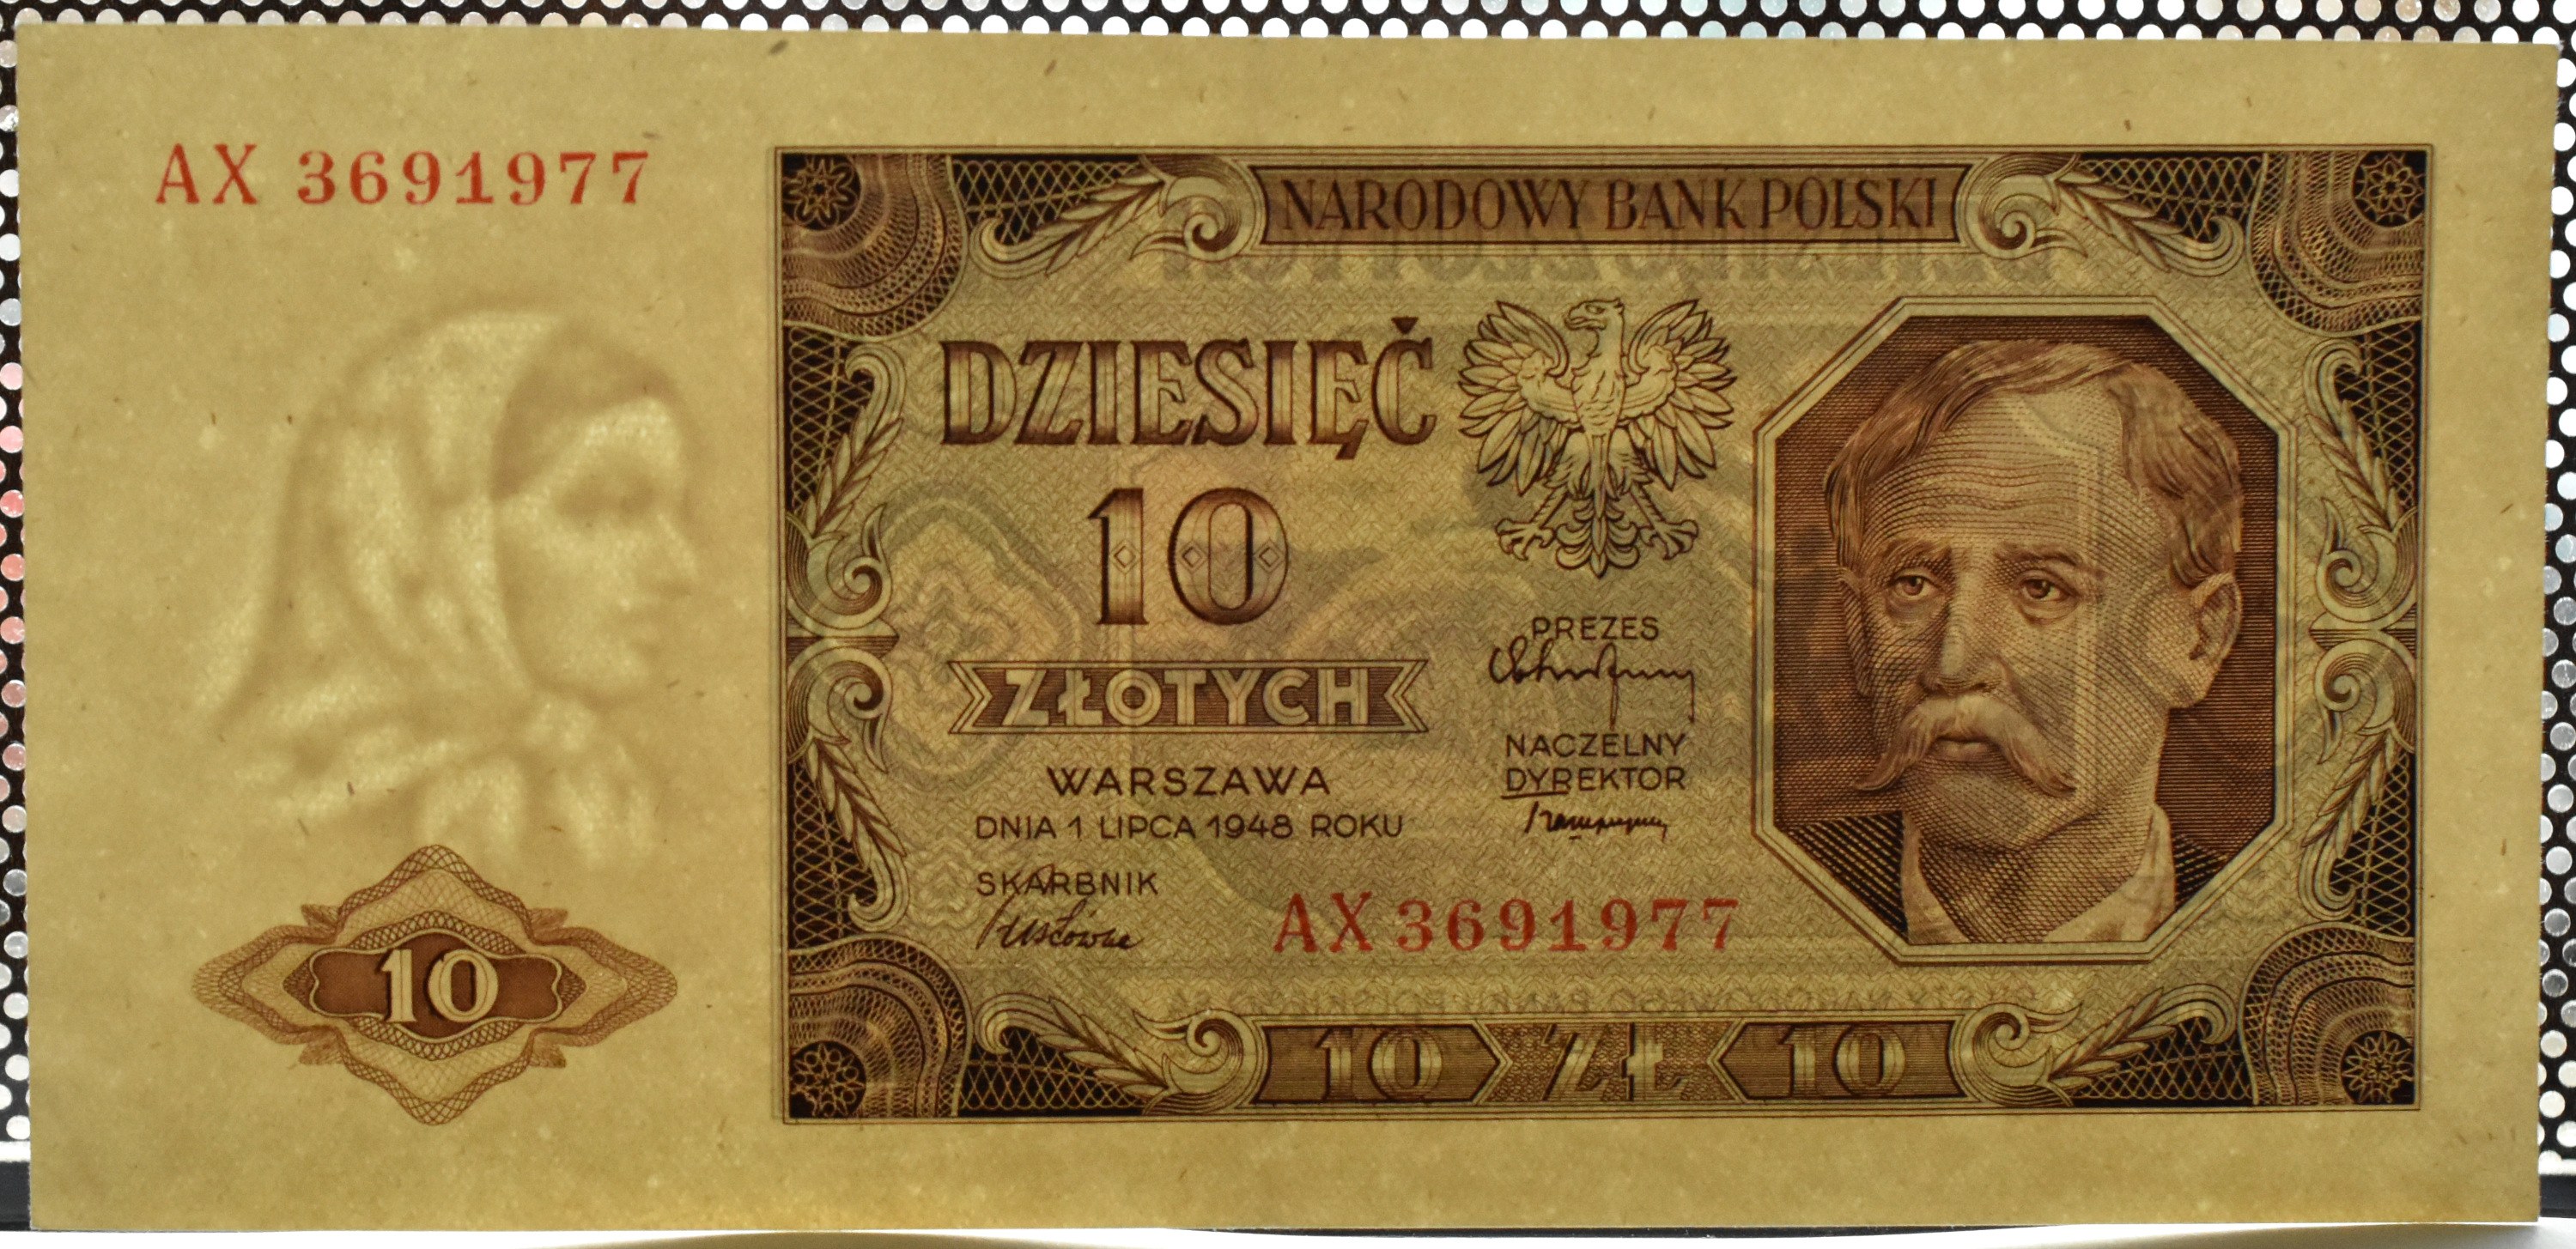 AX 3691977
NARODOWY BANK POLSKI
DZIESIĘĆ
10
ZŁOTYCH
WARSZAWA
DNIA 1 LIPCA 1948 ROKU
SKARBNIK
PREZES
NACZELNY
DYREKTOR
AX 3691977
10
10 ZŁ 10